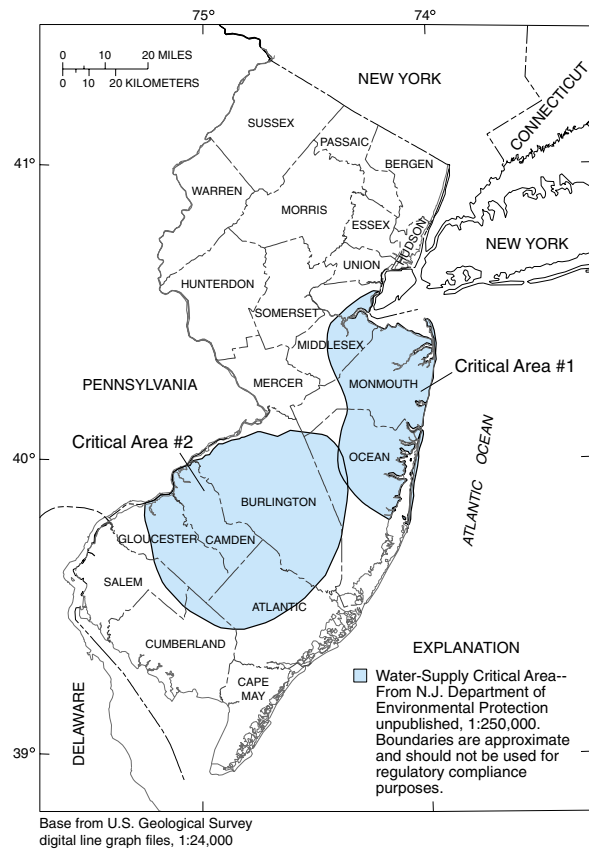 75°
74°
0 10 20 MILES
0 10 20 KILOMETERS
NEW YORK
CONNECTICUT
SUSSEX
PASSAIC
BERGEN
41°
WARREN
MORRIS
ESSEX
HUDSON
NEW YORK
UNION
HUNTERDON
SOMERSET
MIDDLESEX
PENNSYLVANIA
MERCER
MONMOUTH
Critical Area #1
Critical Area #2
40°
OCEAN
ATLANTIC OCEAN
BURLINGTON
GLOUCESTER
CAMDEN
SALEM
ATLANTIC
CUMBERLAND
CAPE
MAY
DELAWARE
39°
EXPLANATION
Water-Supply Critical Area--
From N.J. Department of
Environmental Protection
unpublished, 1:250,000.
Boundaries are approximate
and should not be used for
regulatory compliance
purposes.
Base from U.S. Geological Survey
digital line graph files, 1:24,000